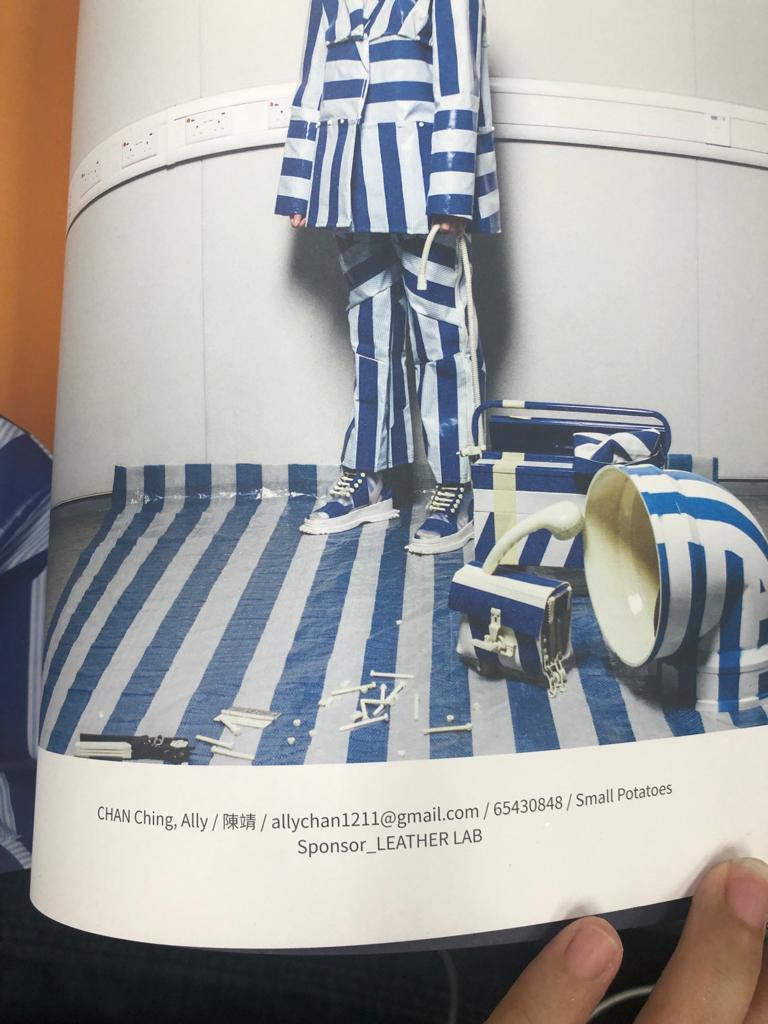 CHAN Ching, Ally / 陳靖 / allychan1211@gmail.com / 65430848 / Small Potatoes
Sponsor_LEATHER LAB